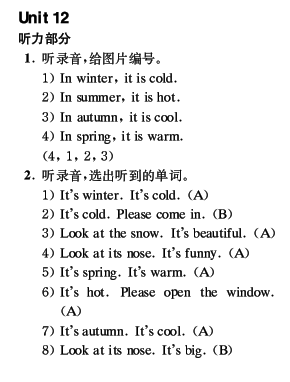 Unit 12
听力部分
1. 听录音,给图片编号。
1) In winter, it is cold.
2) In summer, it is hot.
3) In autumn, it is cool.
4) In spring, it is warm.
(4, 1, 2, 3)
2. 听录音,选出听到的单词。
1) It's winter. It's cold. (A)
2) It's cold. Please come in. (B)
3) Look at the snow. It's beautiful. (A)
4) Look at its nose. It's funny. (A)
5) It's spring. It's warm. (A)
6) It's hot. Please open the window.
(A)
7) It's autumn. It's cool. (A)
8) Look at its nose. It's big. (B)